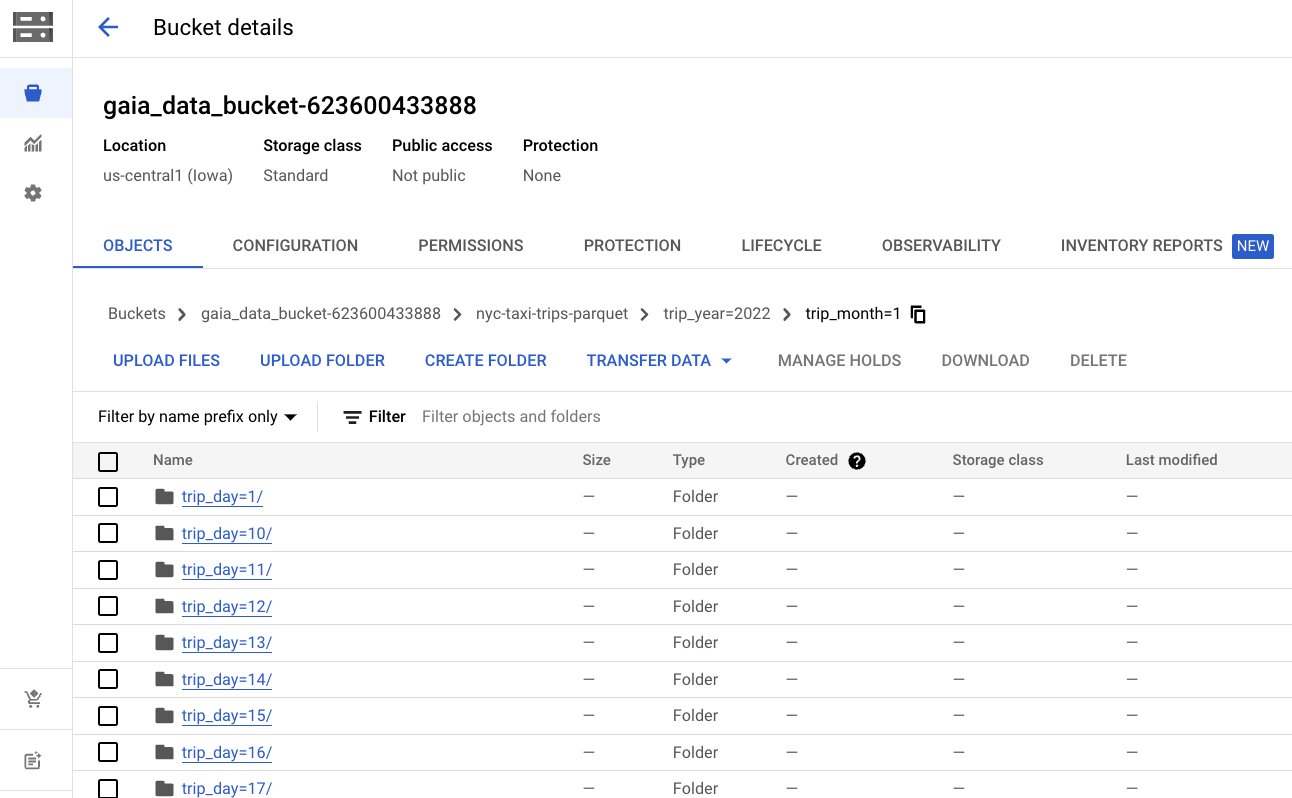 Bucket details
gaia_data_bucket-623600433888
Location Storage class Public access Protection
us-central1 (Iowa) Standard Not public None
OBJECTS CONFIGURATION PERMISSIONS PROTECTION LIFECYCLE OBSERVABILITY INVENTORY REPORTS NEW
Buckets > gaia_data_bucket-623600433888 > nyc-taxi-trips-parquet > trip_year=2022 > trip_month=1
UPLOAD FILES UPLOAD FOLDER CREATE FOLDER TRANSFER DATA MANAGE HOLDS DOWNLOAD DELETE
Filter by name prefix only Filter Filter objects and folders
Name Size Type Created ? Storage class Last modified
trip_day=1/ — Folder — — —
trip_day=10/ — Folder — — —
trip_day=11/ — Folder — — —
trip_day=12/ — Folder — — —
trip_day=13/ — Folder — — —
trip_day=14/ — Folder — — —
trip_day=15/ — Folder — — —
trip_day=16/ — Folder — — —
trip_day=17/ — Folder — — —